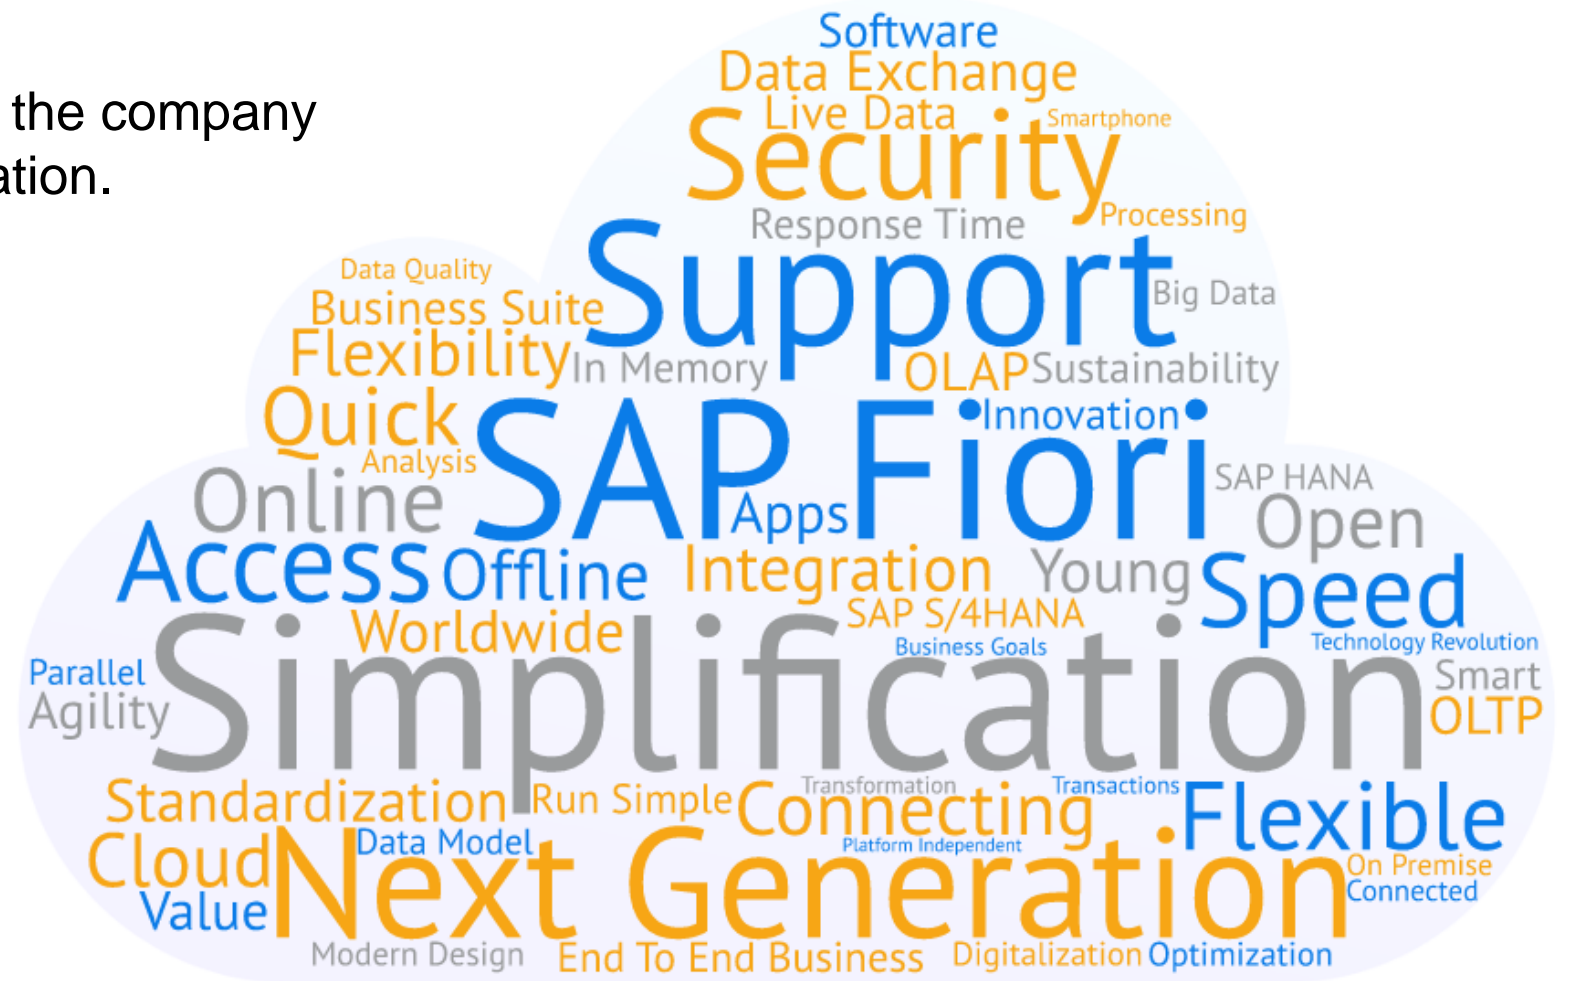 the company
ation.
Software
Data Exchange
Live Data
Smartphone
Security
Processing
Response Time
Support
Data Quality
Big Data
Business Suite
Flexibility
In Memory
OLAP
Sustainability
Quick
SAP Fiori
Innovation
Analysis
Online
SAP HANA
Apps
Open
Access
Offline
Integration
Young
Speed
SAP S/4HANA
Worldwide
Business Goals
Technology Revolution
Parallel
Simplification
Smart
Agility
OLTP
Standardization
Run Simple
Transformation
Connecting
Transactions
Flexible
Cloud
Data Model
Platform Independent
Next Generation
On Premise
Value
Connected
Modern Design
End To End Business
Digitalization
Optimization